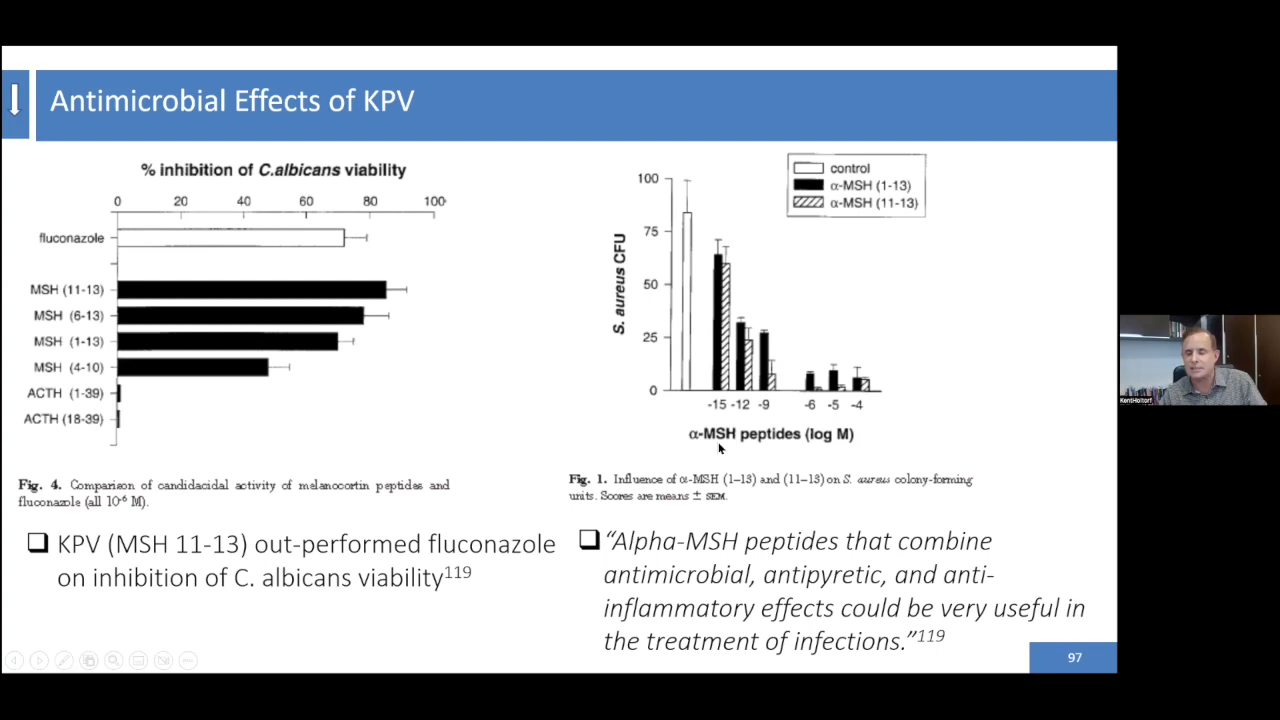 Antimicrobial Effects of KPV
% inhibition of C.albicans viability
0 20 40 60 80 100
fluconazole
MSH (11-13)
MSH (6-13)
MSH (1-13)
MSH (4-10)
ACTH (1-39)
ACTH (18-39)
Fig. 4. Comparison of candidacidal activity of melanocortin peptides and
fluconazole (all 10-6 M).
❑ KPV (MSH 11-13) out-performed fluconazole
on inhibition of C. albicans viability119
control
α-MSH (1-13)
α-MSH (11-13)
S. aureus CFU
100
75
50
25
0
-15 -12 -9 -6 -5 -4
α-MSH peptides (log M)
Fig. 1. Influence of α-MSH (1–13) and (11–13) on S. aureus colony-forming
units. Scores are means ± SEM.
❑ “Alpha-MSH peptides that combine
antimicrobial, antipyretic, and anti-
inflammatory effects could be very useful in
the treatment of infections.”119
97
KentHoltorf